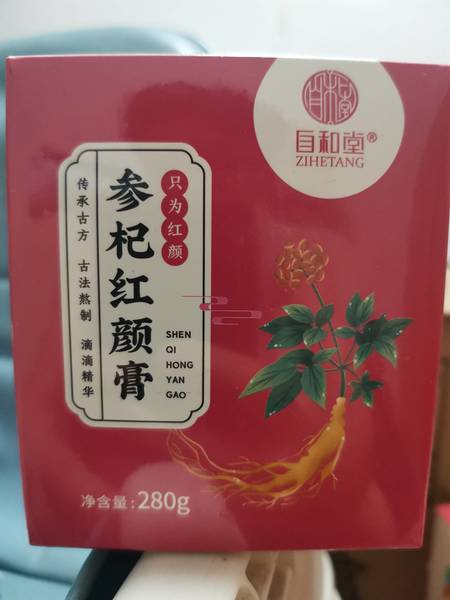 自和堂®
ZIHETANG
只为红颜
参杞红颜膏
传承古方 古法熬制 滴滴精华
SHEN
QI
HONG
YAN
GAO
净含量:280g